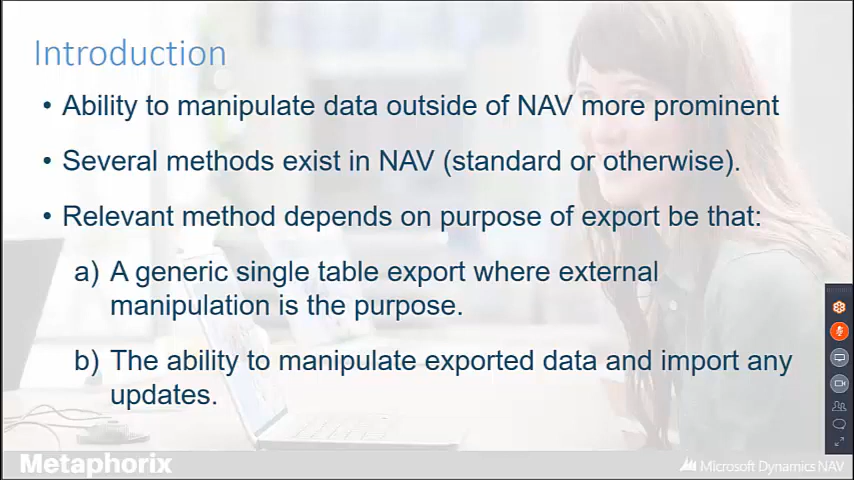 Introduction
• Ability to manipulate data outside of NAV more prominent
• Several methods exist in NAV (standard or otherwise).
• Relevant method depends on purpose of export be that:
a) A generic single table export where external
manipulation is the purpose.
b) The ability to manipulate exported data and import any
updates.
Metaphorix
Microsoft Dynamics NAV